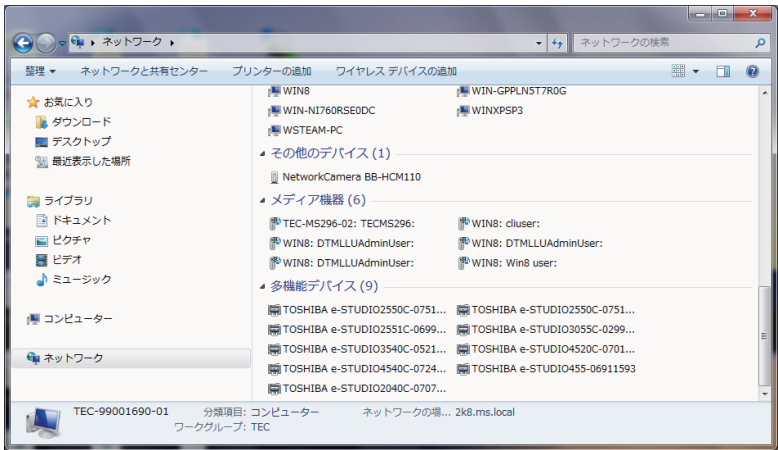 ネットワーク
ネットワークの検索
整理 ネットワークと共有センター プリンターの追加 ワイヤレス デバイスの追加
お気に入り
ダウンロード
デスクトップ
最近表示した場所
ライブラリ
ドキュメント
ピクチャ
ビデオ
ミュージック
コンピューター
ネットワーク
WIN8 WIN-GPPLN5T7R0G
WIN-NI760RSE0DC WINXPSP3
WSTEAM-PC
その他のデバイス (1)
NetworkCamera BB-HCM110
メディア機器 (6)
TEC-MS296-02: TECMS296: WIN8: cliuser:
WIN8: DTMLLUAdminUser: WIN8: DTMLLUAdminUser:
WIN8: DTMLLUAdminUser: WIN8: Win8 user:
多機能デバイス (9)
TOSHIBA e-STUDIO2550C-0751... TOSHIBA e-STUDIO2550C-0751...
TOSHIBA e-STUDIO2551C-0699... TOSHIBA e-STUDIO3055C-0299...
TOSHIBA e-STUDIO3540C-0521... TOSHIBA e-STUDIO4520C-0701...
TOSHIBA e-STUDIO4540C-0724... TOSHIBA e-STUDIO455-06911593
TOSHIBA e-STUDIO2040C-0707...
TEC-99001690-01 分類項目: コンピューター ネットワークの場... 2k8.ms.local
ワークグループ: TEC